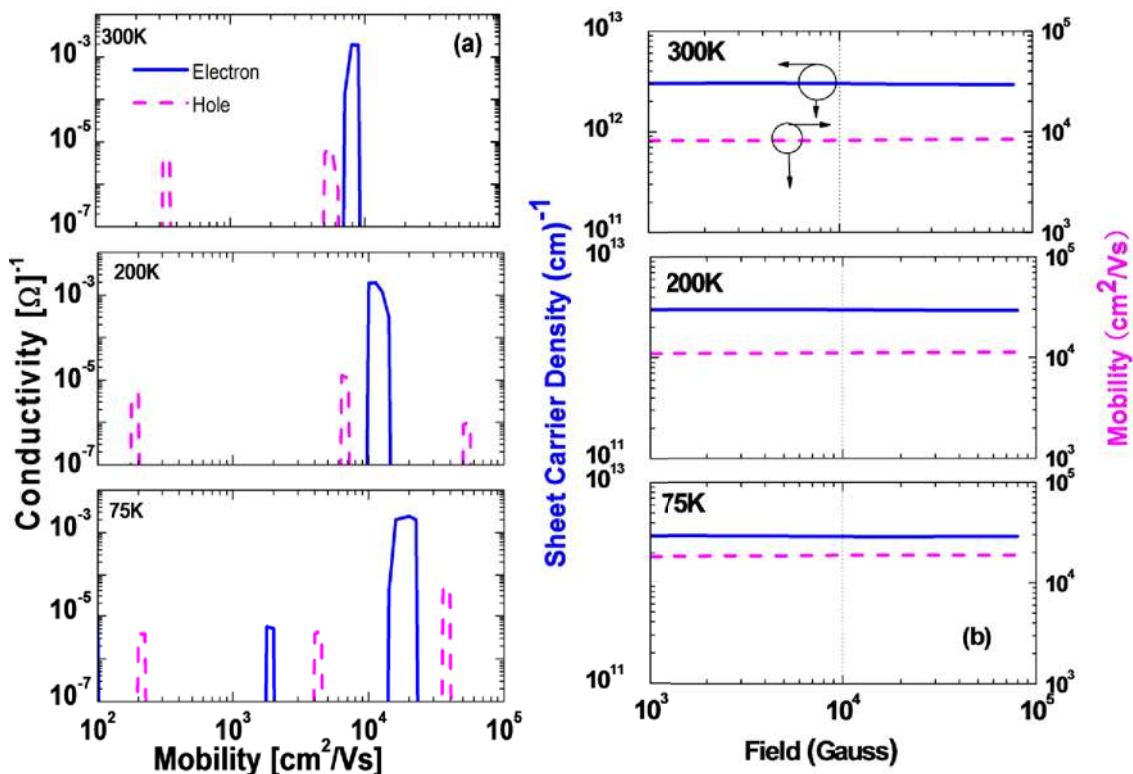 (a)
300K
Electron
Hole
10^-3
10^-5
10^-7
200K
10^-3
10^-5
10^-7
75K
10^-3
10^-5
10^-7
10^2
10^3
10^4
10^5
Conductivity [Ω]^-1
Mobility [cm^2/Vs]
(b)
300K
10^13
10^12
10^11
10^5
10^4
10^3
200K
10^13
10^11
10^5
10^4
10^3
75K
10^13
10^11
10^5
10^4
10^3
10^3
10^4
10^5
Sheet Carrier Density (cm)^-1
Mobility (cm^2/Vs)
Field (Gauss)